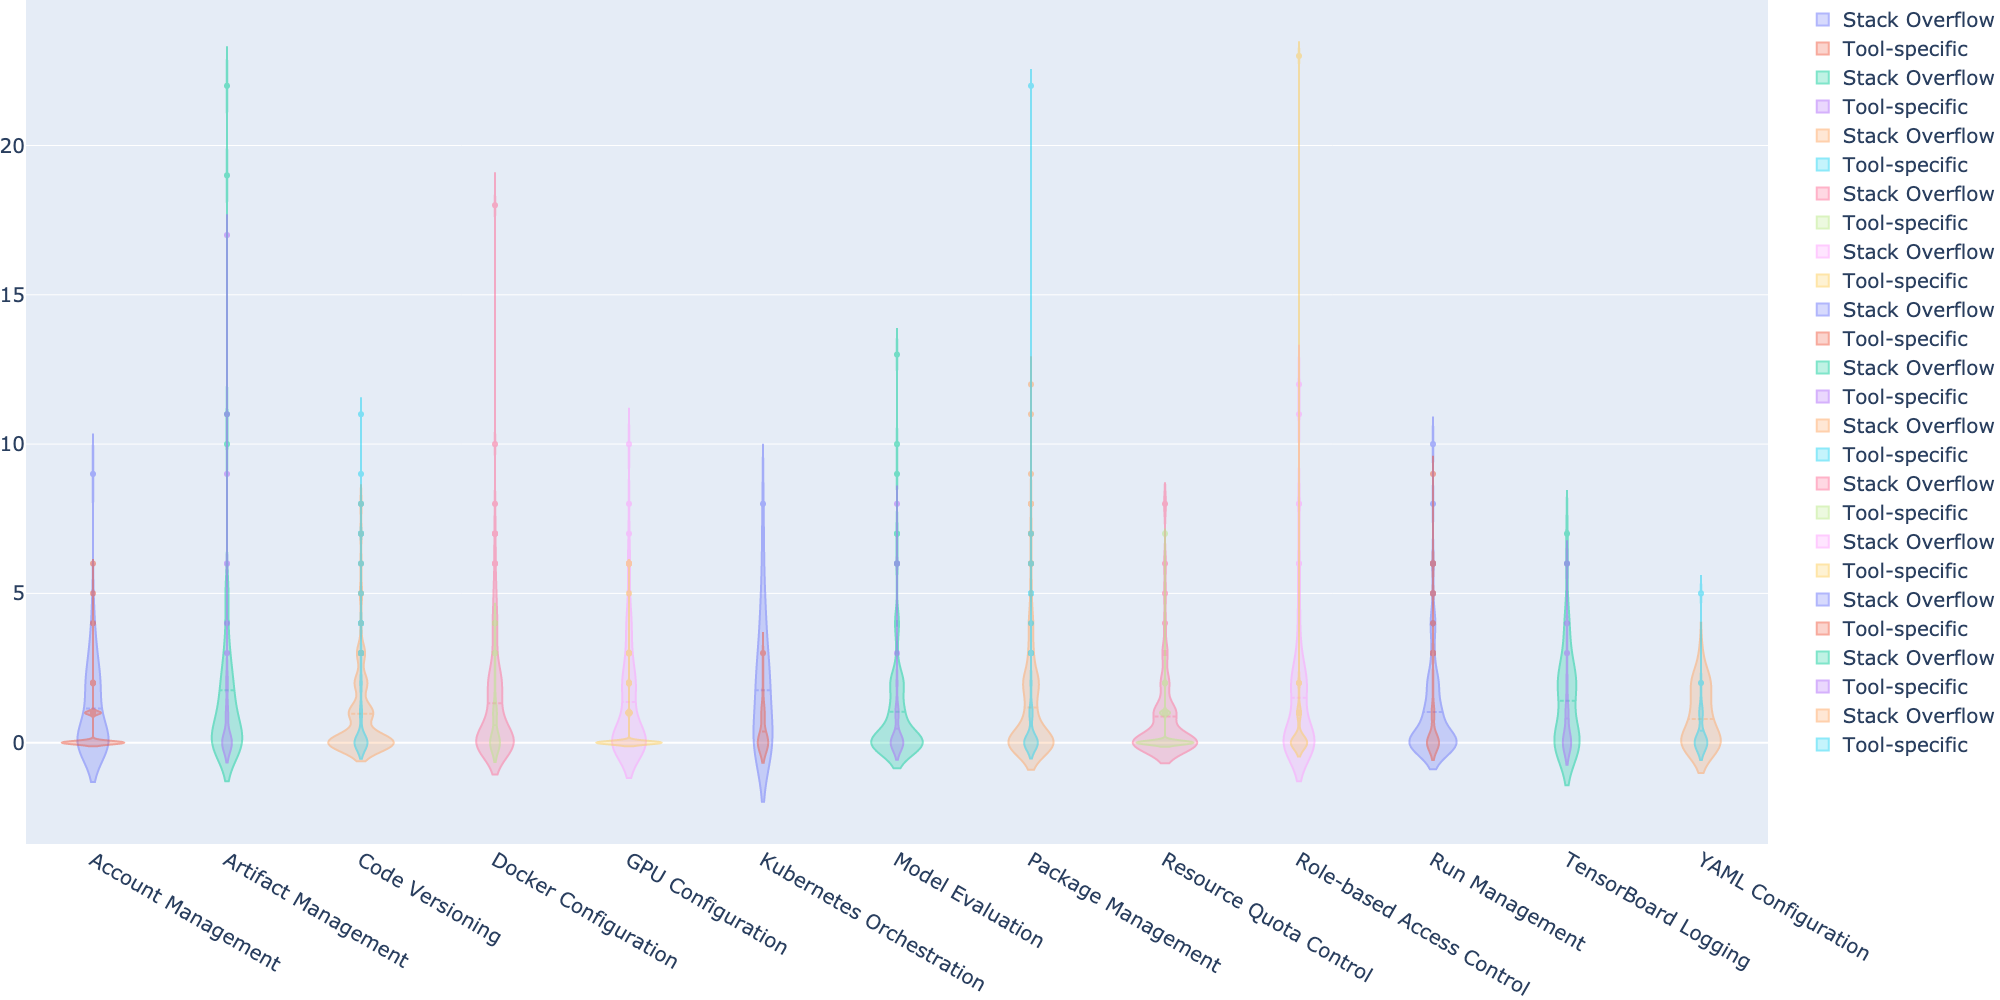 20
15
10
5
0
Account Management
Artifact Management
Code Versioning
Docker Configuration
GPU Configuration
Kubernetes Orchestration
Model Evaluation
Package Management
Resource Quota Control
Role-based Access Control
Run Management
TensorBoard Logging
YAML Configuration
Stack Overflow
Tool-specific
Stack Overflow
Tool-specific
Stack Overflow
Tool-specific
Stack Overflow
Tool-specific
Stack Overflow
Tool-specific
Stack Overflow
Tool-specific
Stack Overflow
Tool-specific
Stack Overflow
Tool-specific
Stack Overflow
Tool-specific
Stack Overflow
Tool-specific
Stack Overflow
Tool-specific
Stack Overflow
Tool-specific
Stack Overflow
Tool-specific